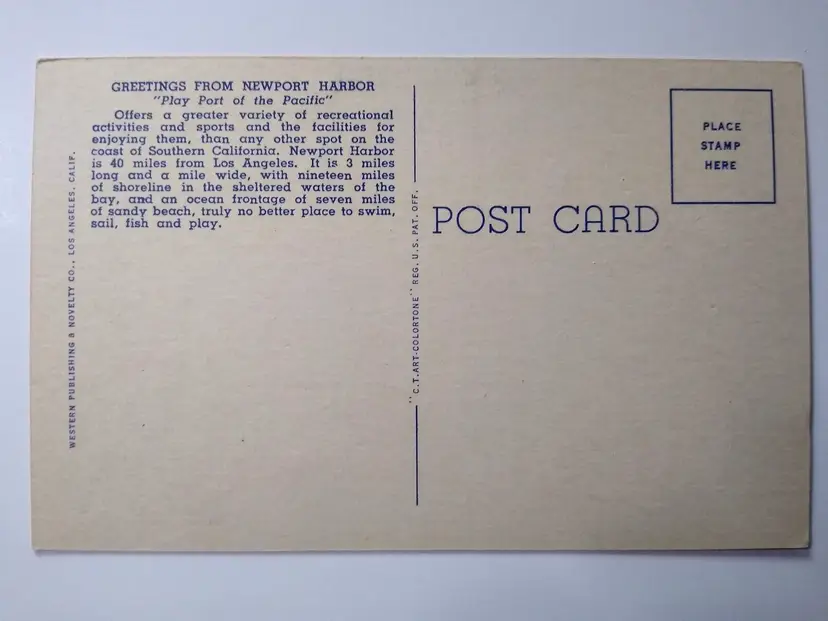 GREETINGS FROM NEWPORT HARBOR
"Play Port of the Pacific"
Offers a greater variety of recreational
activities and sports and the facilities for
enjoying them, than any other spot on the
coast of Southern California. Newport Harbor
is 40 miles from Los Angeles. It is 3 miles
long and a mile wide, with nineteen miles
of shoreline in the sheltered waters of the
bay, and an ocean frontage of seven miles
of sandy beach, truly no better place to swim,
sail, fish and play.
WESTERN PUBLISHING & NOVELTY CO., LOS ANGELES, CALIF.
"C.T.ART-COLORTONE" REG. U.S. PAT. OFF.
POST CARD
PLACE
STAMP
HERE